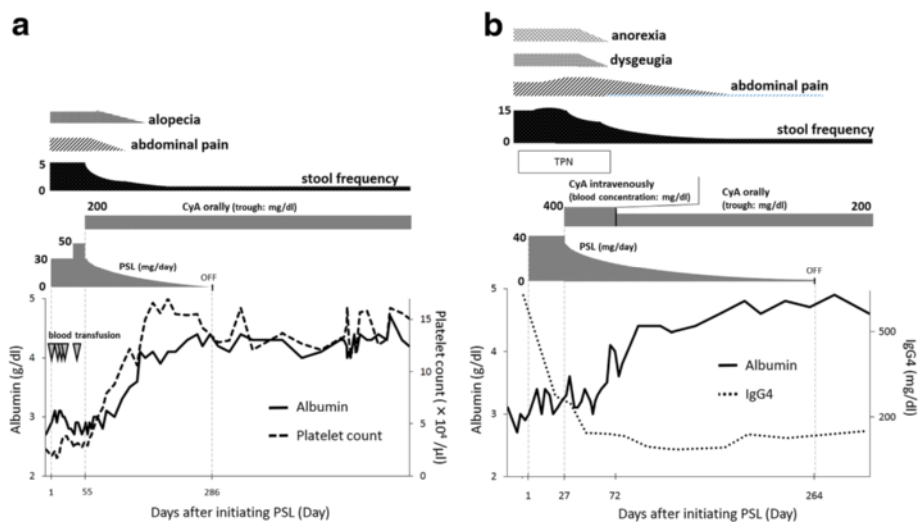 a
alopecia
abdominal pain
5
0
stool frequency
200
CyA orally (trough: mg/dl)
50
30
0
PSL (mg/day)
OFF
5
4
3
2
Albumin (g/dl)
blood transfusion
Albumin
Platelet count
15
10
5
0
Platelet count (× 10⁴ /μl)
1
55
286
Days after initiating PSL (Day)
b
anorexia
dysgeugia
abdominal pain
15
0
stool frequency
TPN
CyA intravenously
(blood concentration: mg/dl)
CyA orally
(trough: mg/dl)
400
200
40
0
PSL (mg/day)
OFF
5
4
3
2
Albumin (g/dl)
Albumin
IgG4
500
200
IgG4 (mg/dl)
1
27
72
264
Days after initiating PSL (Day)